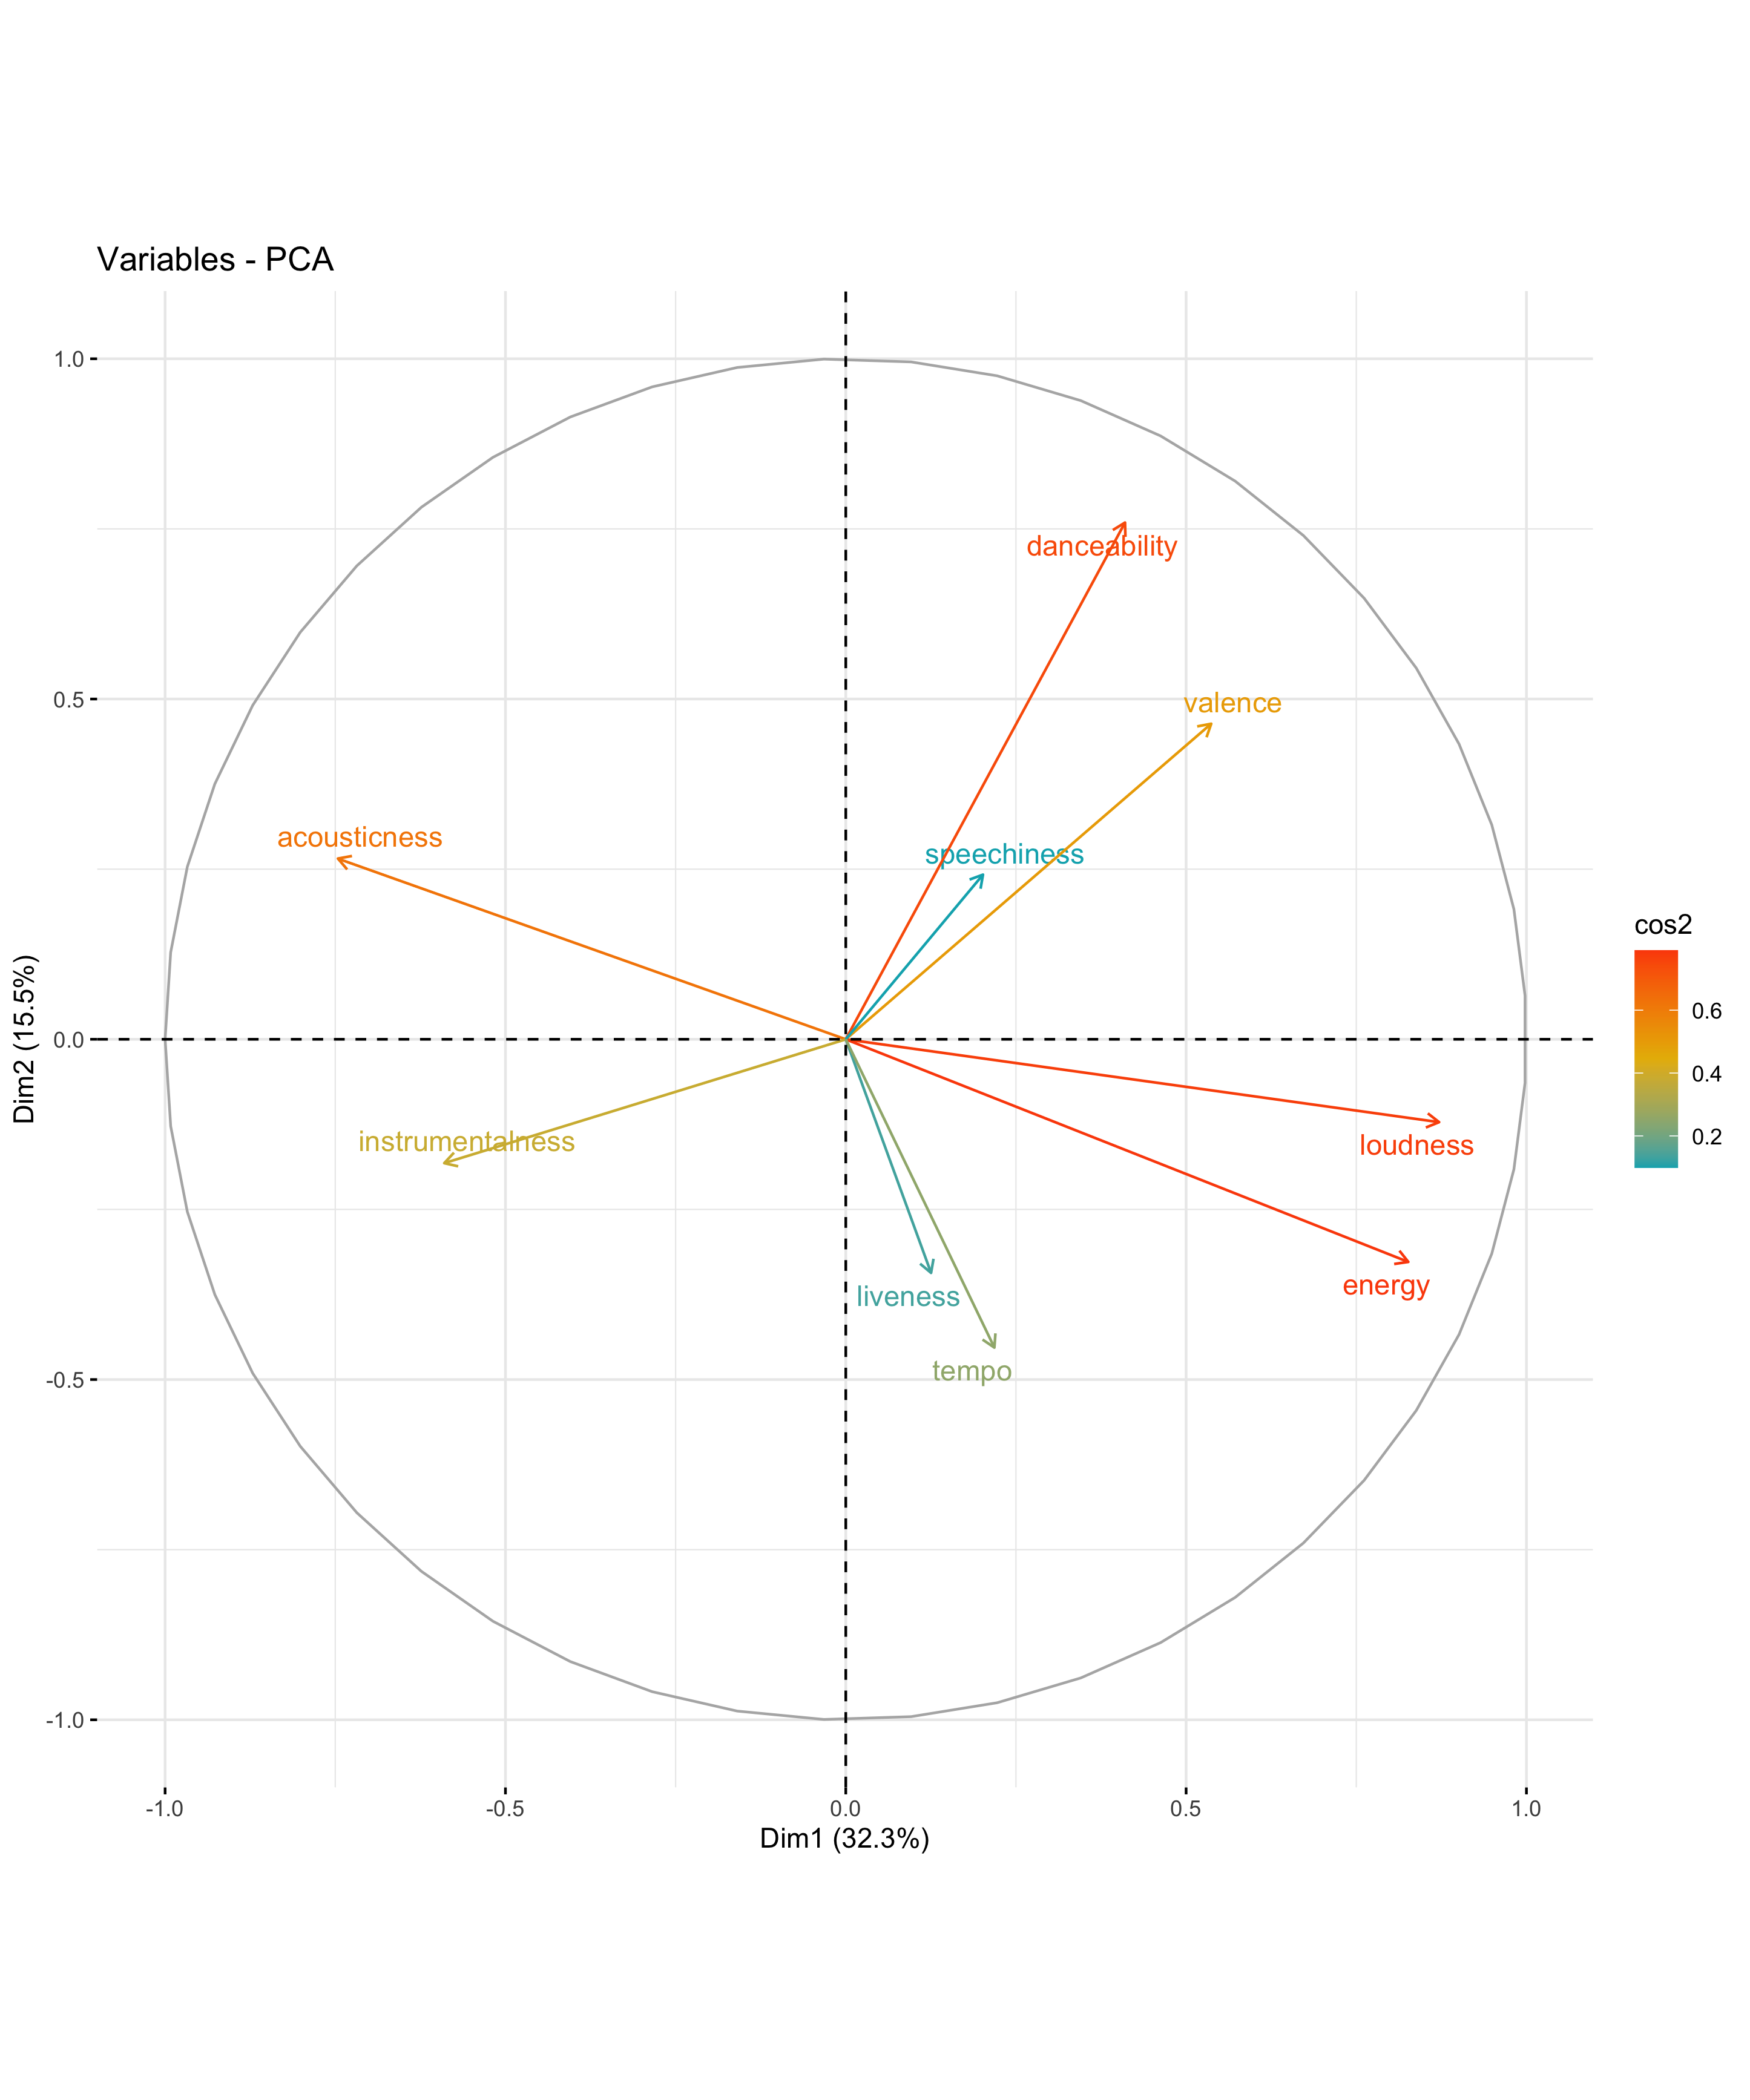 Variables - PCA
1.0
0.5
0.0
-0.5
-1.0
Dim2 (15.5%)
danceability
valence
acousticness
speechiness
instrumentalness
loudness
energy
liveness
tempo
-1.0
-0.5
0.0
0.5
1.0
Dim1 (32.3%)
cos2
0.6
0.4
0.2